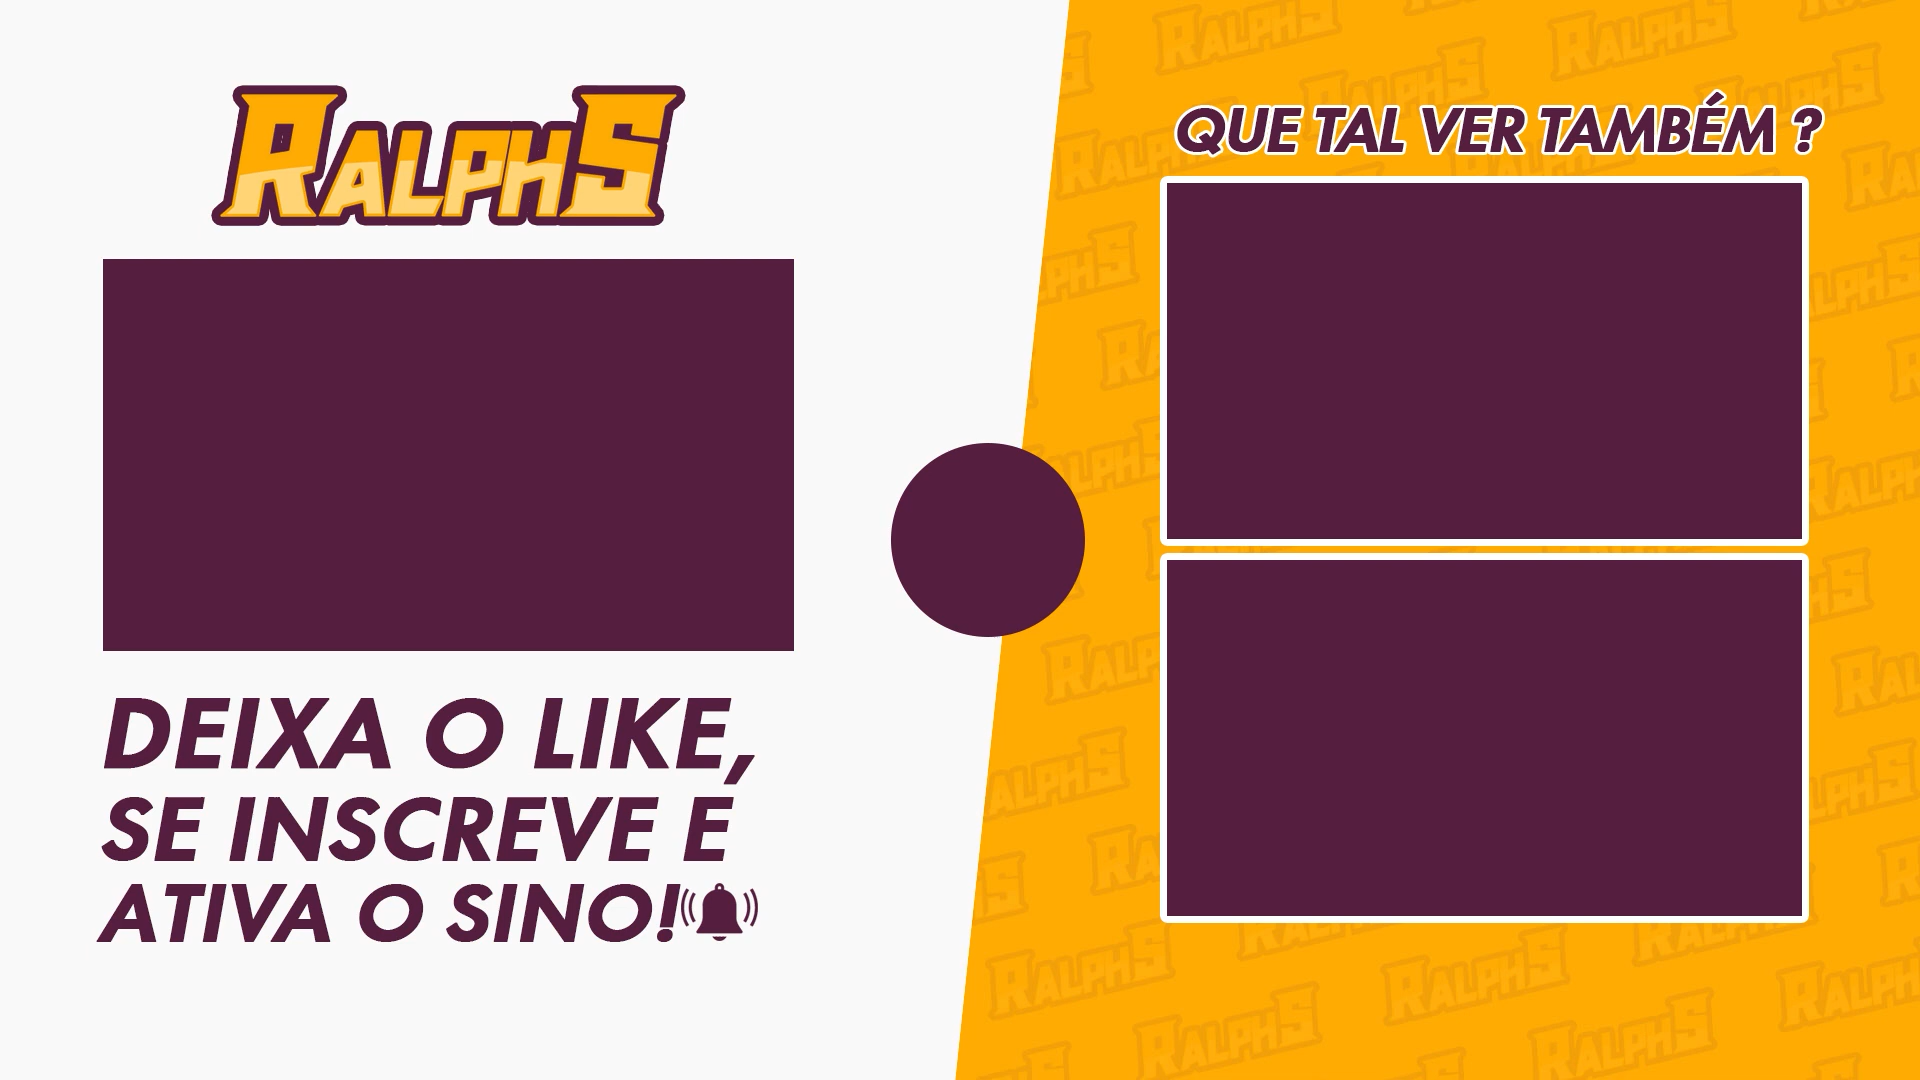 RALPHS
DEIXA O LIKE,
SE INSCREVE E
ATIVA O SINO!
QUE TAL VER TAMBÉM ?